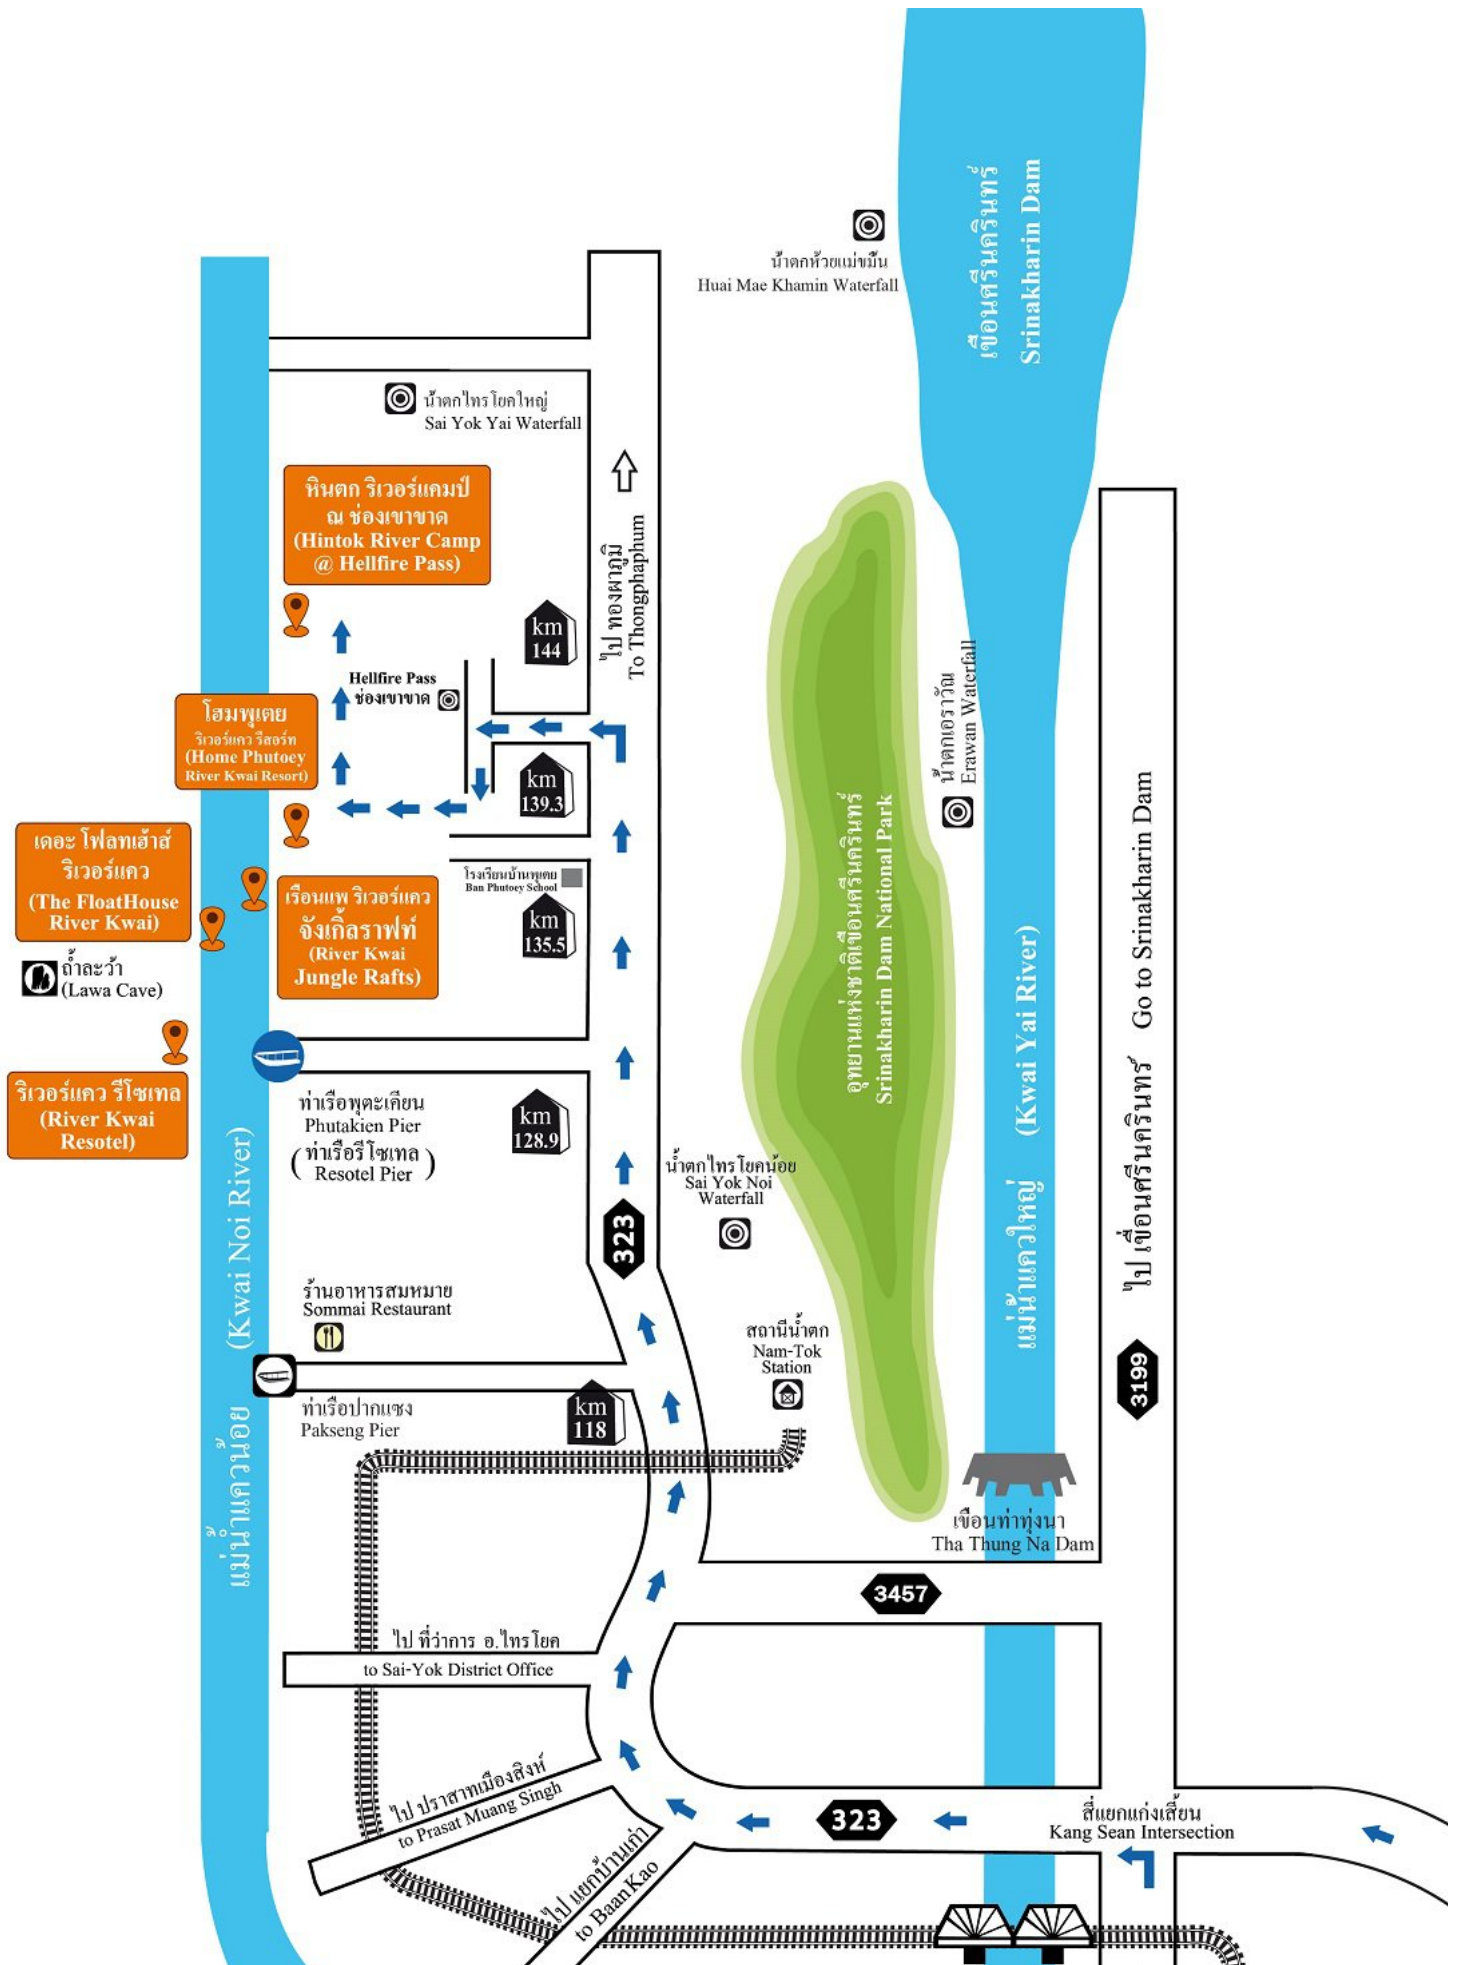 เขื่อนศรีนครินทร์
Srinakharin Dam
น้ำตกห้วยแม่ขมิ้น
Huai Mae Khamin Waterfall
น้ำตกไทรโยคใหญ่
Sai Yok Yai Waterfall
หินตก ริเวอร์แคมป์
ณ ช่องเขาขาด
(Hintok River Camp
@ Hellfire Pass)
ไป ทองผาภูมิ
To Thongphaphum
km
144
Hellfire Pass
ช่องเขาขาด
โฮมพุเตย
ริเวอร์แคว รีสอร์ท
(Home Phutoey
River Kwai Resort)
km
139.3
น้ำตกเอราวัณ
Erawan Waterfall
เดอะ โฟลทเฮ้าส์
ริเวอร์แคว
(The FloatHouse
River Kwai)
โรงเรียนบ้านพุเตย
Ban Phutoey School
เรือนแพ ริเวอร์แคว
จังเกิ้ลราฟท์
(River Kwai
Jungle Rafts)
km
135.5
ถ้ำละว้า
(Lawa Cave)
อุทยานแห่งชาติเขื่อนศรีนครินทร์
Srinakharin Dam National Park
แม่น้ำแควใหญ่ (Kwai Yai River)
ไป เขื่อนศรีนครินทร์ Go to Srinakharin Dam
ริเวอร์แคว รีโซเทล
(River Kwai
Resotel)
ท่าเรือพุตะเคียน
Phutakien Pier
(ท่าเรือรีโซเทล
Resotel Pier)
km
128.9
น้ำตกไทรโยคน้อย
Sai Yok Noi
Waterfall
323
แม่น้ำแควน้อย (Kwai Noi River)
ร้านอาหารสมหมาย
Sommai Restaurant
สถานีน้ำตก
Nam-Tok
Station
3199
ท่าเรือปากแซง
Pakseng Pier
km
118
เขื่อนท่าทุ่งนา
Tha Thung Na Dam
3457
ไป ที่ว่าการ อ.ไทรโยค
to Sai-Yok District Office
ไป ปราสาทเมืองสิงห์
to Prasat Muang Singh
323
สี่แยกแก่งเสี้ยน
Kang Sean Intersection
ไป แยกบ้านเก่า
to BaanKao